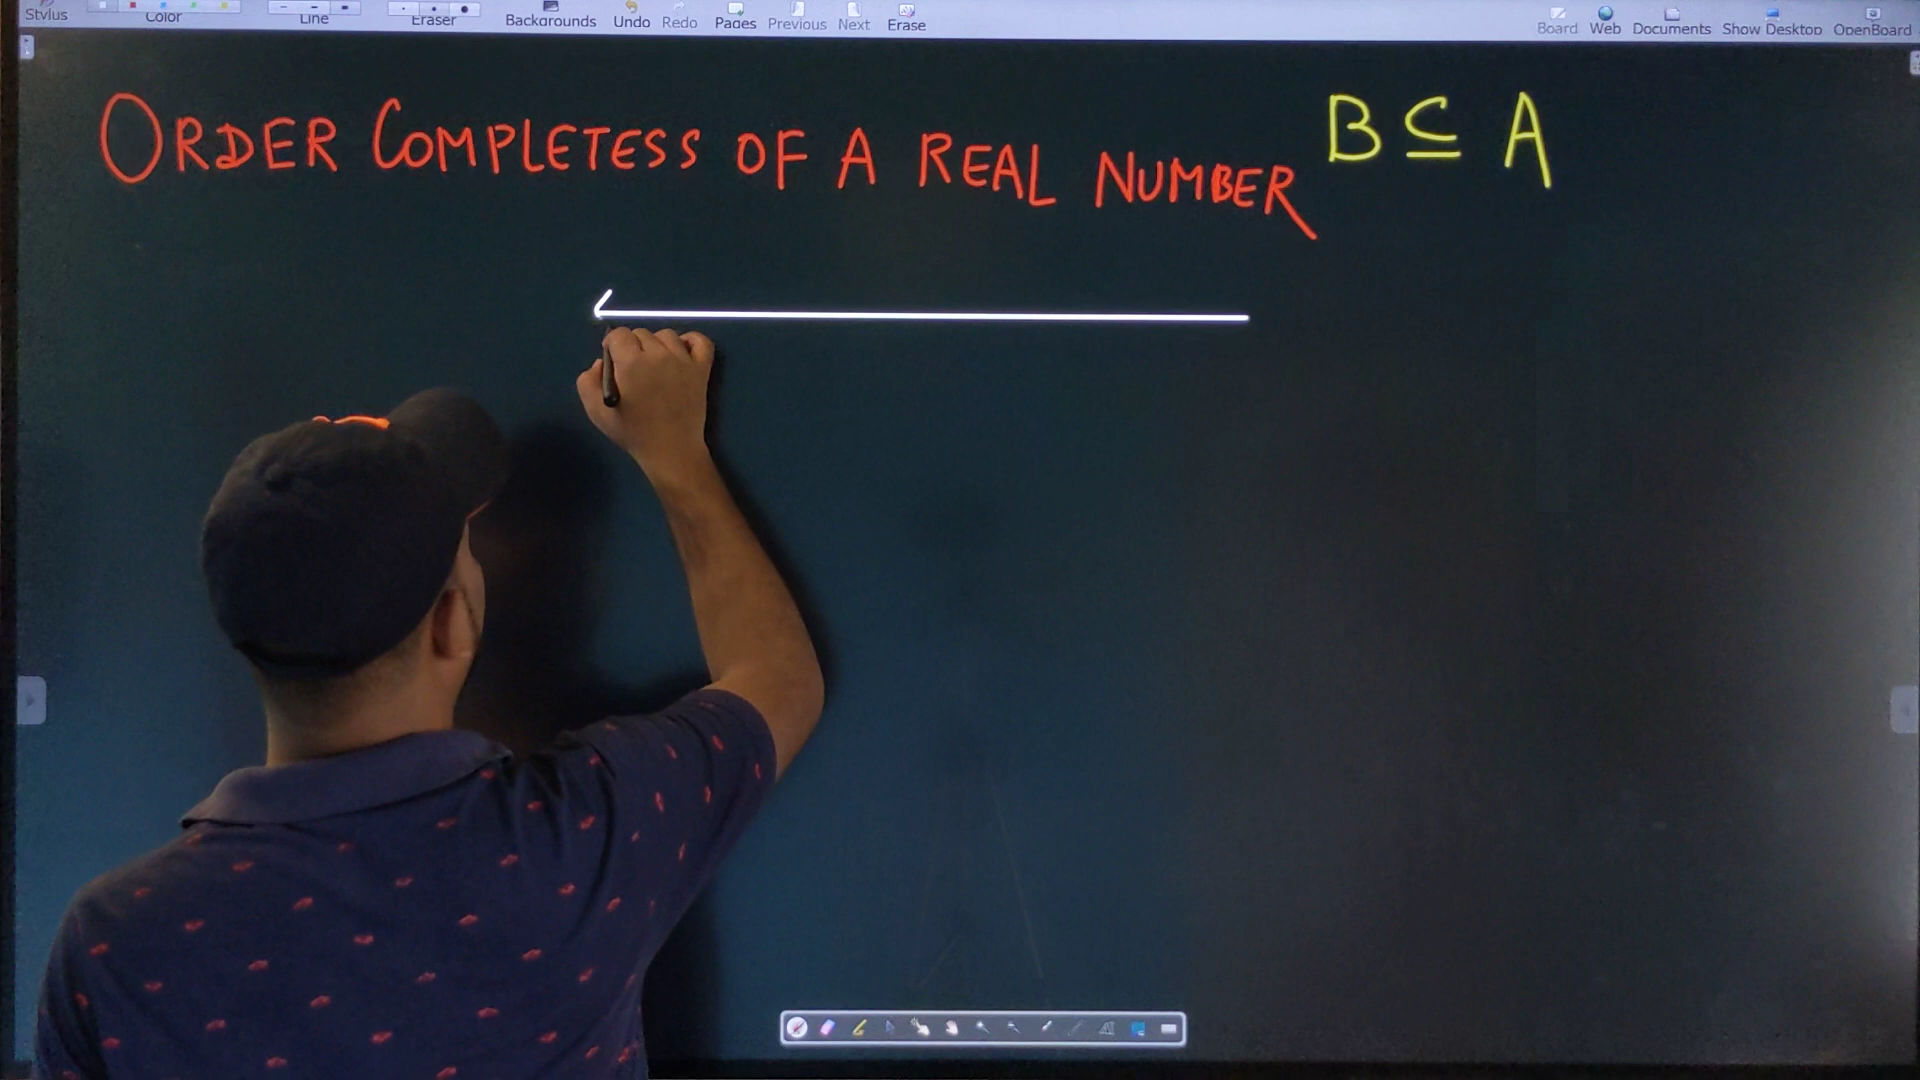 Stylus Color Line Eraser Backgrounds Undo Redo Pages Previous Next Erase Board Web Documents Show Desktop OpenBoard
ORDER COMPLETESS OF A REAL NUMBER B ⊆ A